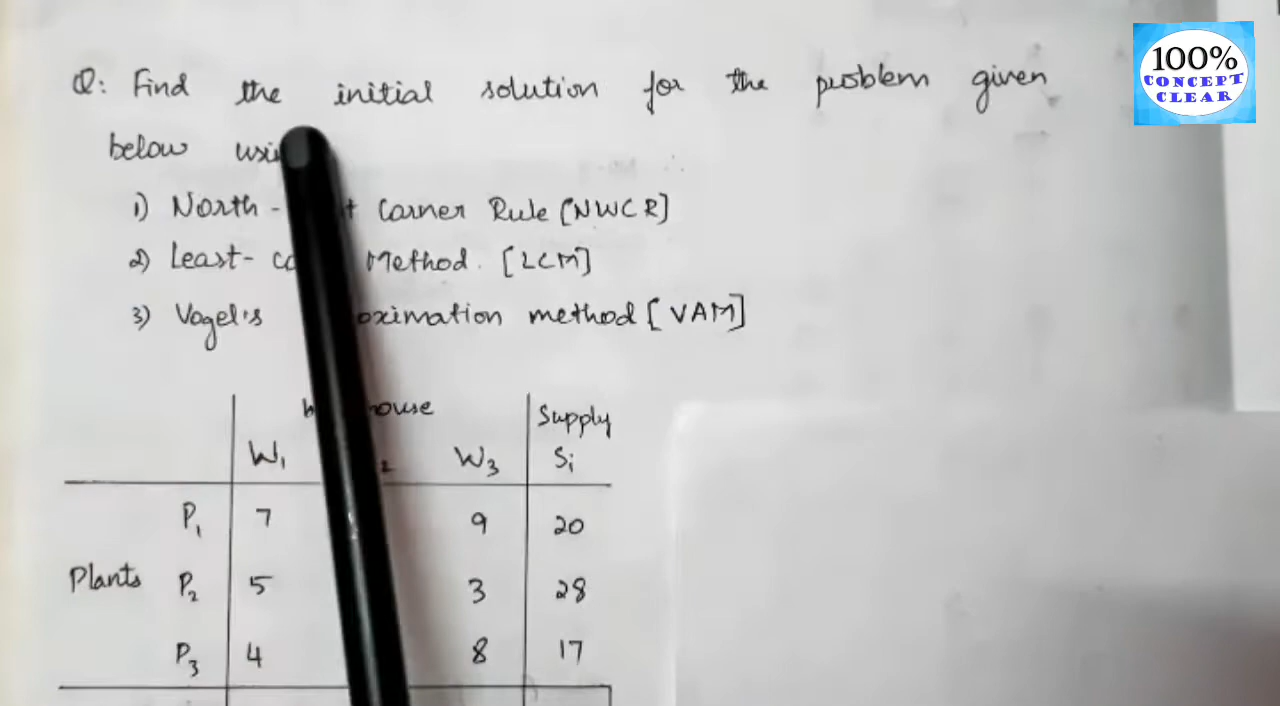 Q: Find the initial solution for the problem given
below
1) North - Corner Rule [NWCR]
2) Least- Method. [LCM]
3) Vogel's method [VAM]
Supply
W1 W3 Si
P1 7 9 20
Plants P2 5 3 28
P3 4 8 17
100%
CONCEPT
CLEAR